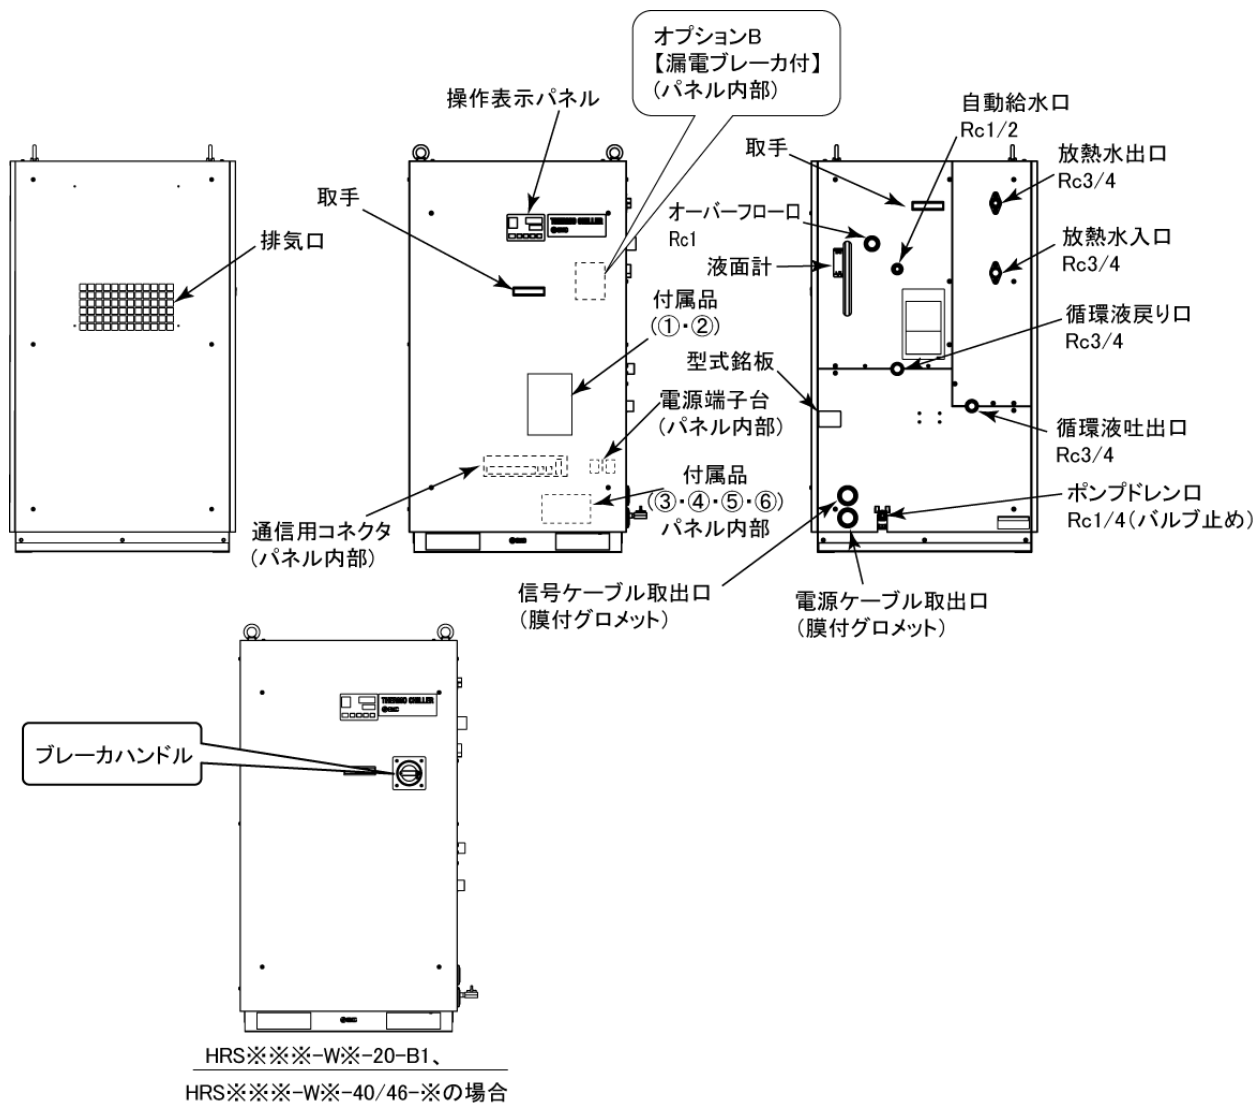 オプションB
【漏電ブレーカ付】
(パネル内部)
操作表示パネル
自動給水口
Rc1/2
取手
放熱水出口
Rc3/4
取手
オーバーフロー口
Rc1
排気口
THERMO CHILLER
SMC
放熱水入口
Rc3/4
液面計
付属品
(①・②)
循環液戻り口
Rc3/4
型式銘板
電源端子台
(パネル内部)
循環液吐出口
Rc3/4
付属品
(③・④・⑤・⑥)
パネル内部
ポンプドレン口
Rc1/4(バルブ止め)
通信用コネクタ
(パネル内部)
SMC
信号ケーブル取出口
(膜付グロメット)
電源ケーブル取出口
(膜付グロメット)
THERMO CHILLER
SMC
ブレーカハンドル
SMC
HRS※※※-W※-20-B1、
HRS※※※-W※-40/46-※の場合